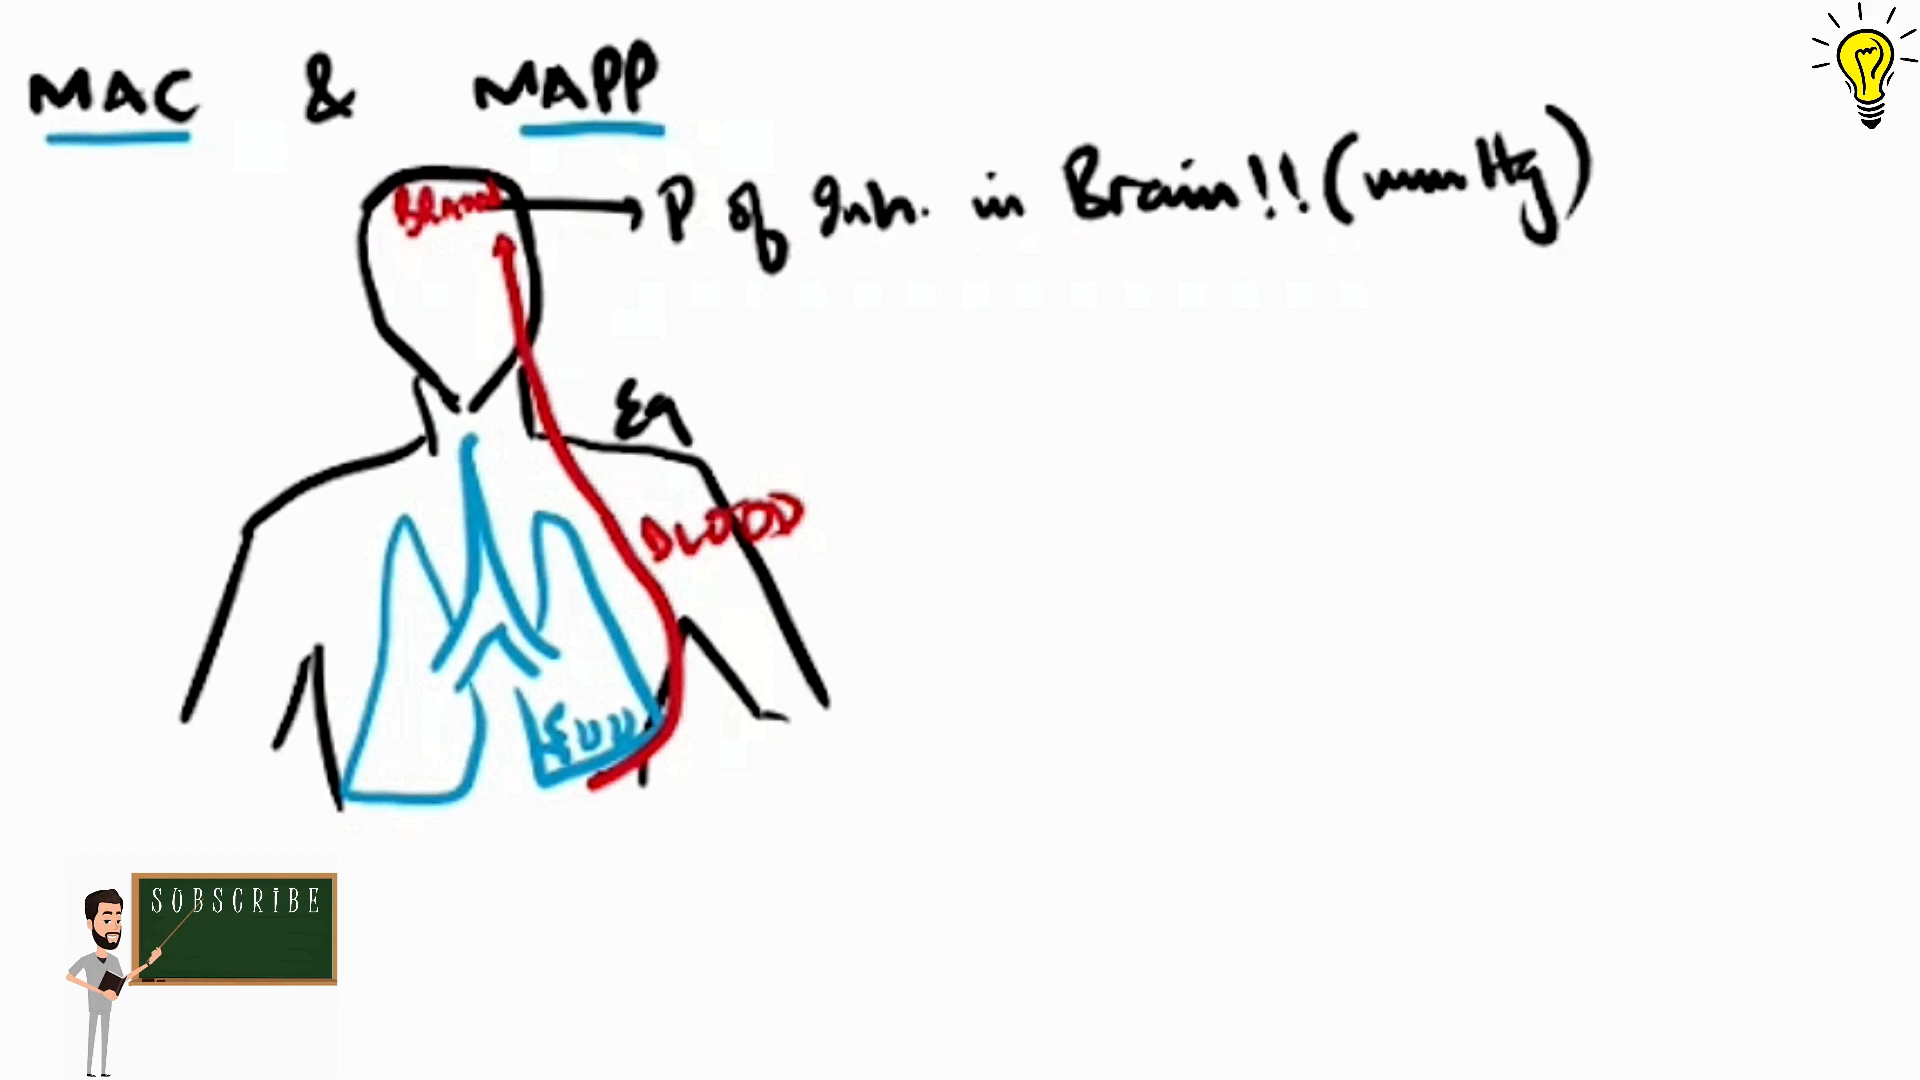 MAC & MAPP
P of Inh. in Brain!! (mmHg)
Eq
BLOOD
SUBSCRIBE